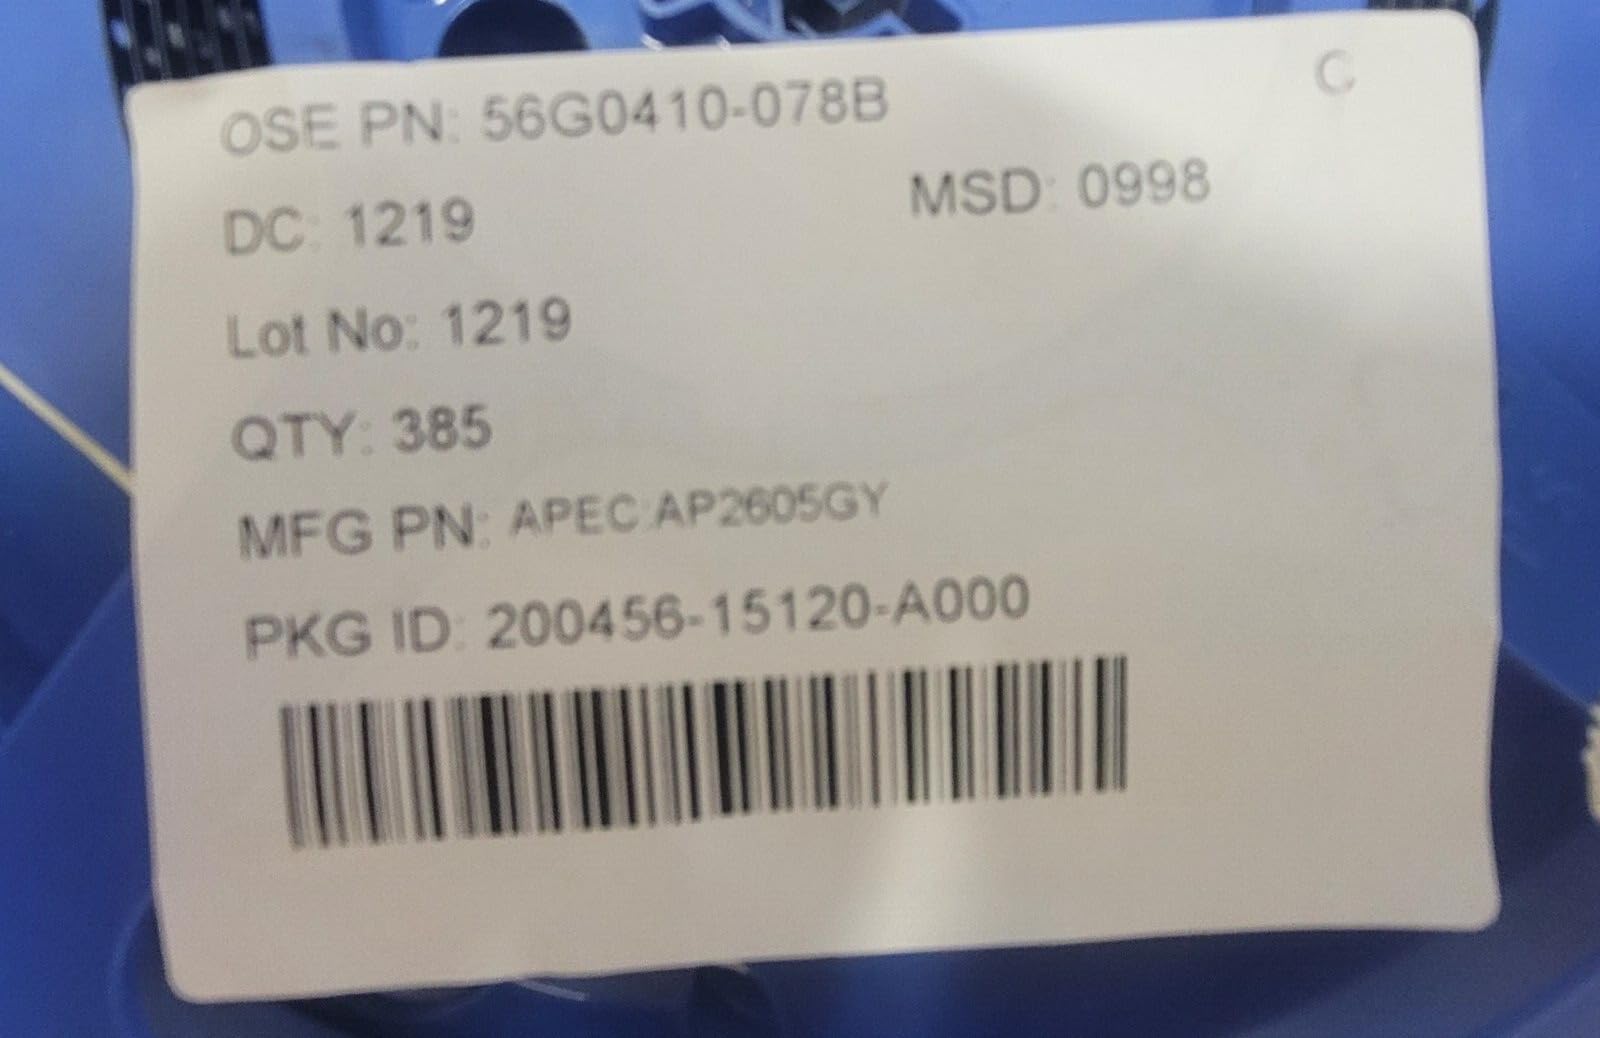 C
OSE PN: 56G0410-078B
DC: 1219 MSD: 0998
Lot No: 1219
QTY: 385
MFG PN: APEC:AP2605GY
PKG ID: 200456-15120-A000